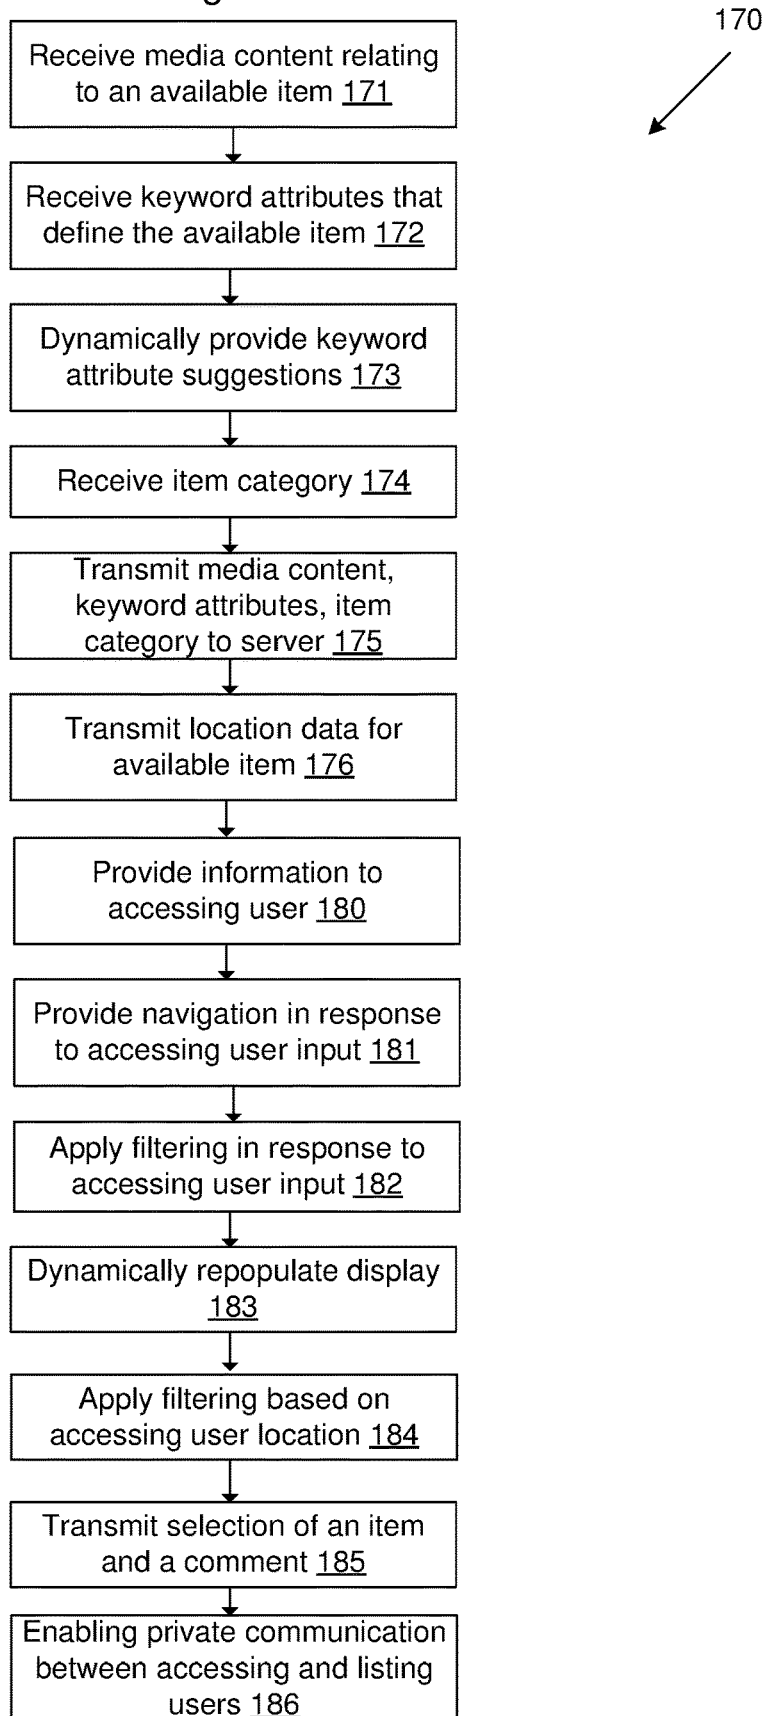 170
Receive media content relating
to an available item 171
Receive keyword attributes that
define the available item 172
Dynamically provide keyword
attribute suggestions 173
Receive item category 174
Transmit media content,
keyword attributes, item
category to server 175
Transmit location data for
available item 176
Provide information to
accessing user 180
Provide navigation in response
to accessing user input 181
Apply filtering in response to
accessing user input 182
Dynamically repopulate display
183
Apply filtering based on
accessing user location 184
Transmit selection of an item
and a comment 185
Enabling private communication
between accessing and listing
users 186